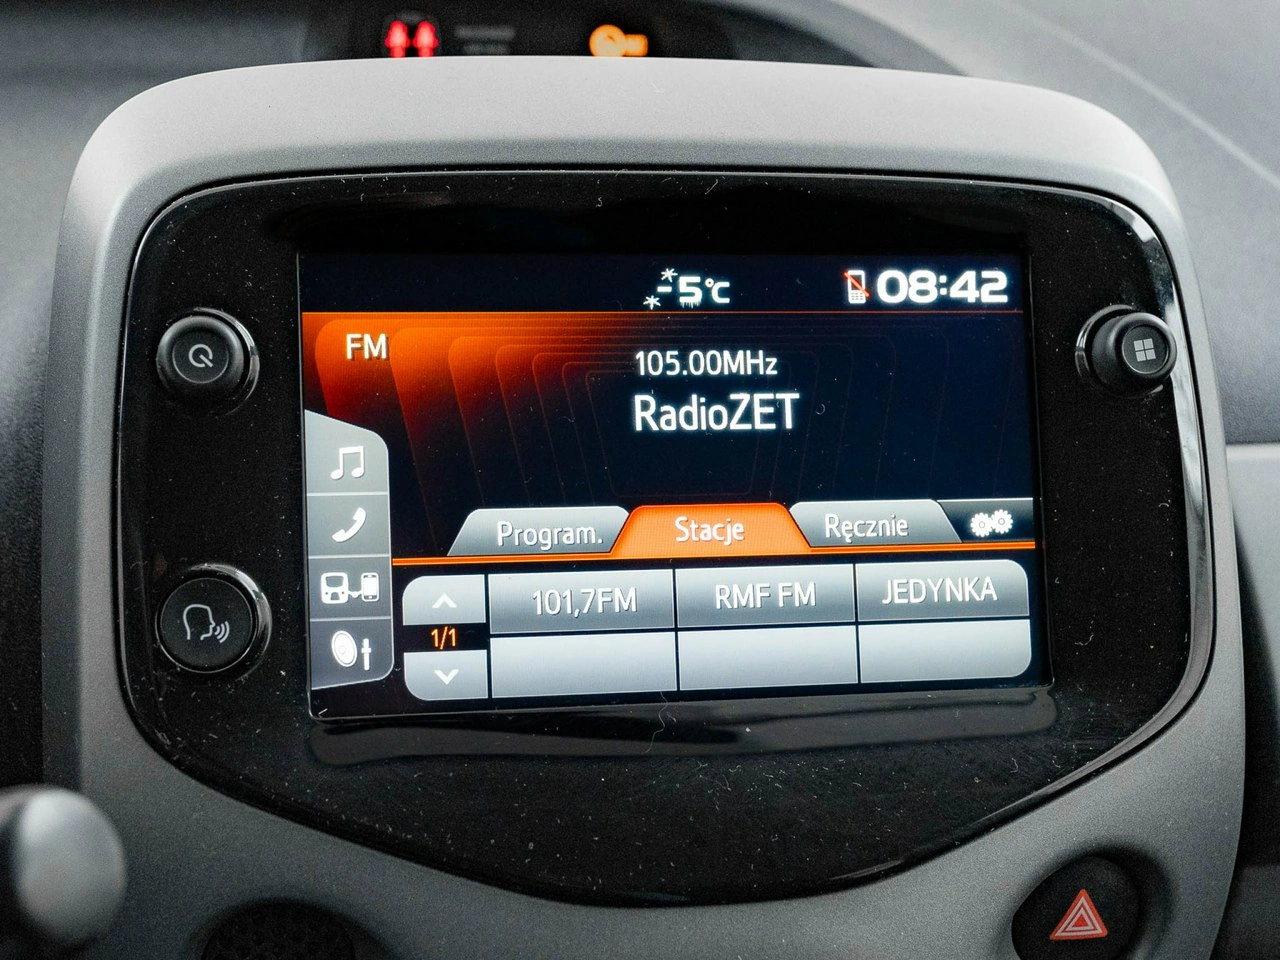 -5°C
08:42
FM
105.00MHz
RadioZET
Program.
Stacje
Ręcznie
101,7FM
RMF FM
JEDYNKA
1/1